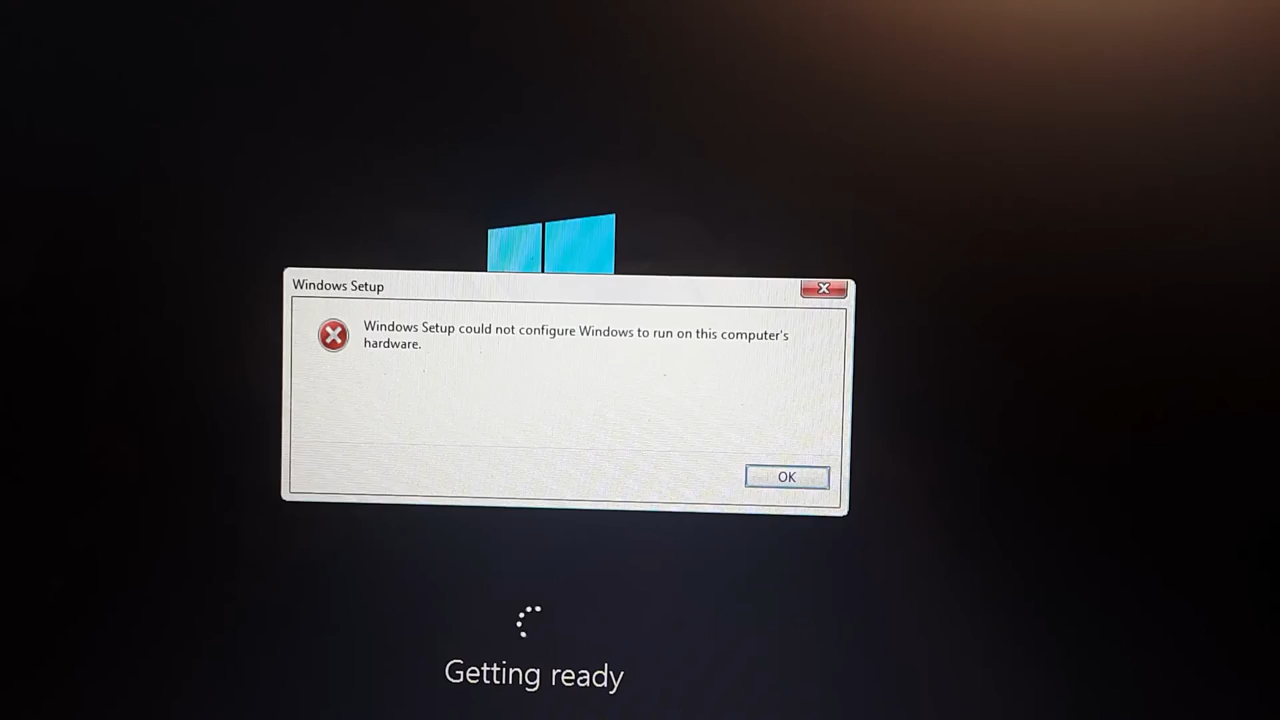 Windows Setup
Windows Setup could not configure Windows to run on this computer's
hardware.
OK
Getting ready